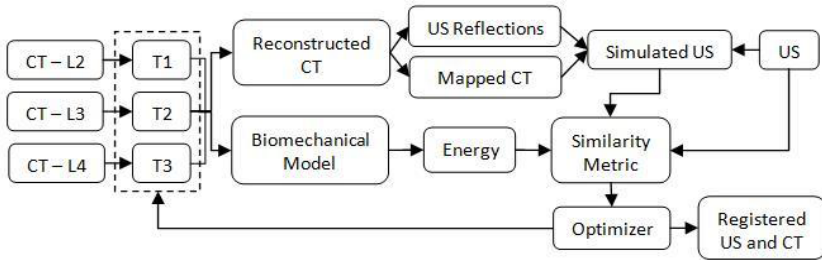 CT – L2
T1
CT – L3
T2
CT – L4
T3
Reconstructed
CT
US Reflections
Mapped CT
Simulated US
US
Biomechanical
Model
Energy
Similarity
Metric
Optimizer
Registered
US and CT